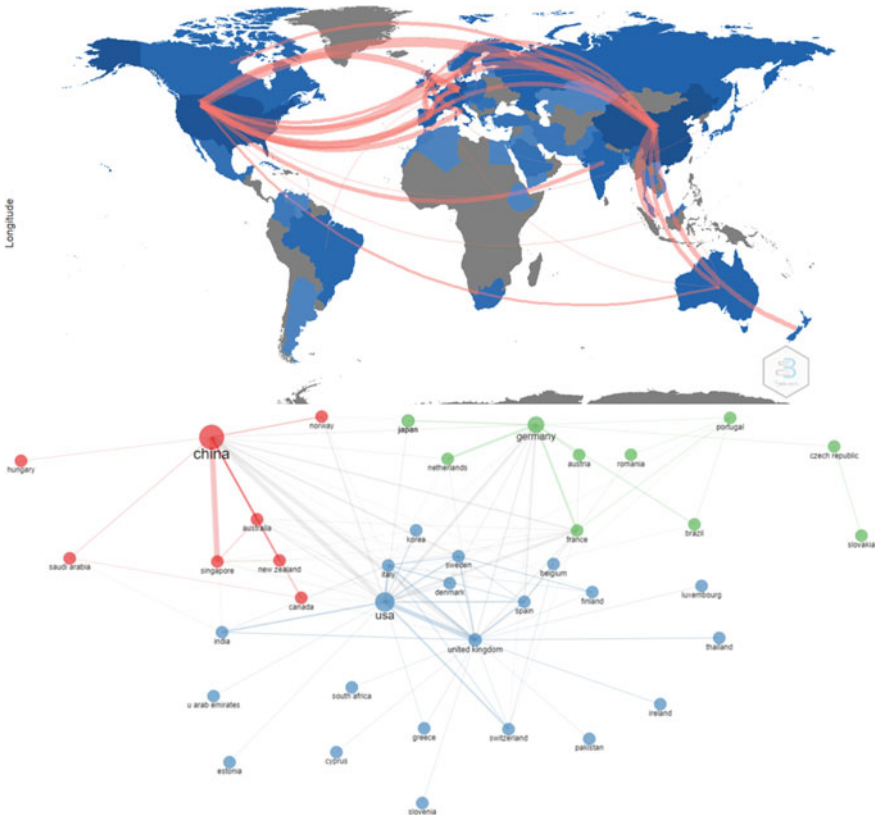 Longitude
norway
japan
portugal
germany
china
hungary
netherlands
austria
romania
czech republic
australia
korea
france
brazil
slovakia
saudi arabia
singapore
new zealand
italy
sweden
belgium
canada
denmark
usa
spain
finland
luxembourg
india
united kingdom
thailand
u arab emirates
south africa
ireland
greece
switzerland
pakistan
estonia
cyprus
slovenia